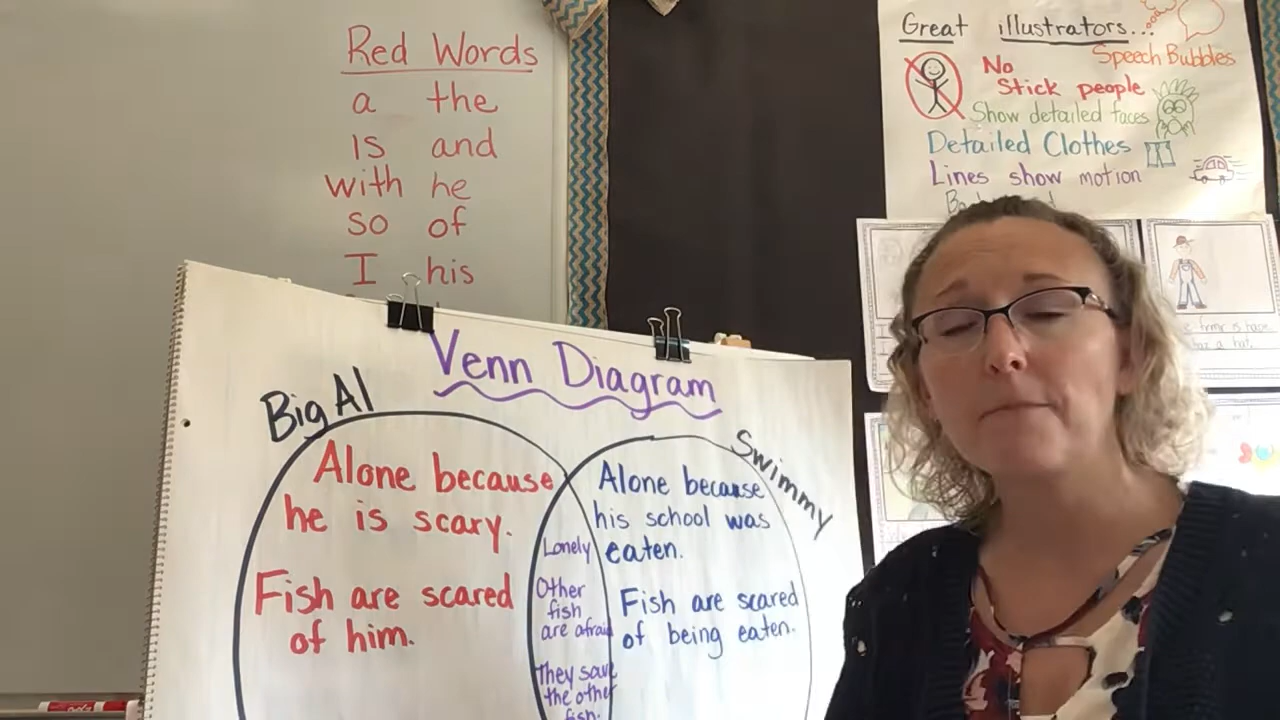 Red Words
a the
is and
with he
so of
I his
Great illustrators...
Speech Bubbles
No
Stick people
Show detailed faces
Detailed Clothes
Lines show motion
Venn Diagram
Big Al
Alone because
he is scary.
Fish are scared
of him.
Lonely
Other
fish
are afraid
They save
the other
fish.
Swimmy
Alone because
his school was
eaten.
Fish are scared
of being eaten.
a hat.